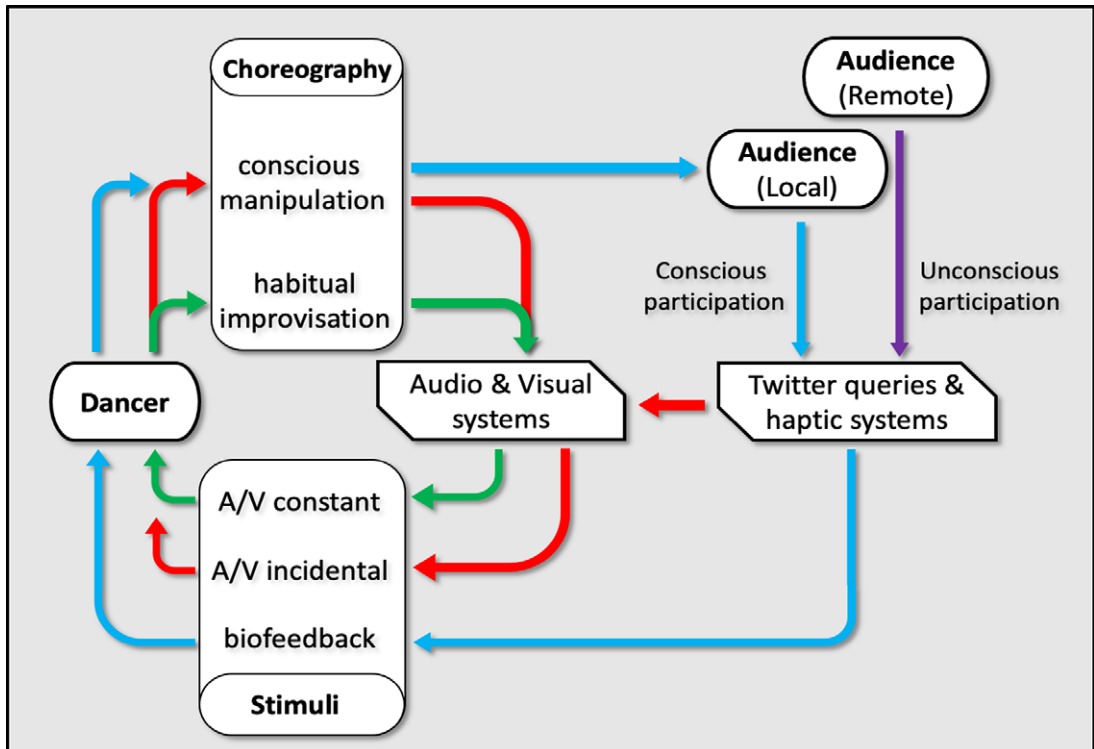 Choreography
conscious
manipulation
habitual
improvisation
Audience
(Remote)
Audience
(Local)
Conscious
participation
Unconscious
participation
Dancer
Audio & Visual
systems
Twitter queries &
haptic systems
A/V constant
A/V incidental
biofeedback
Stimuli